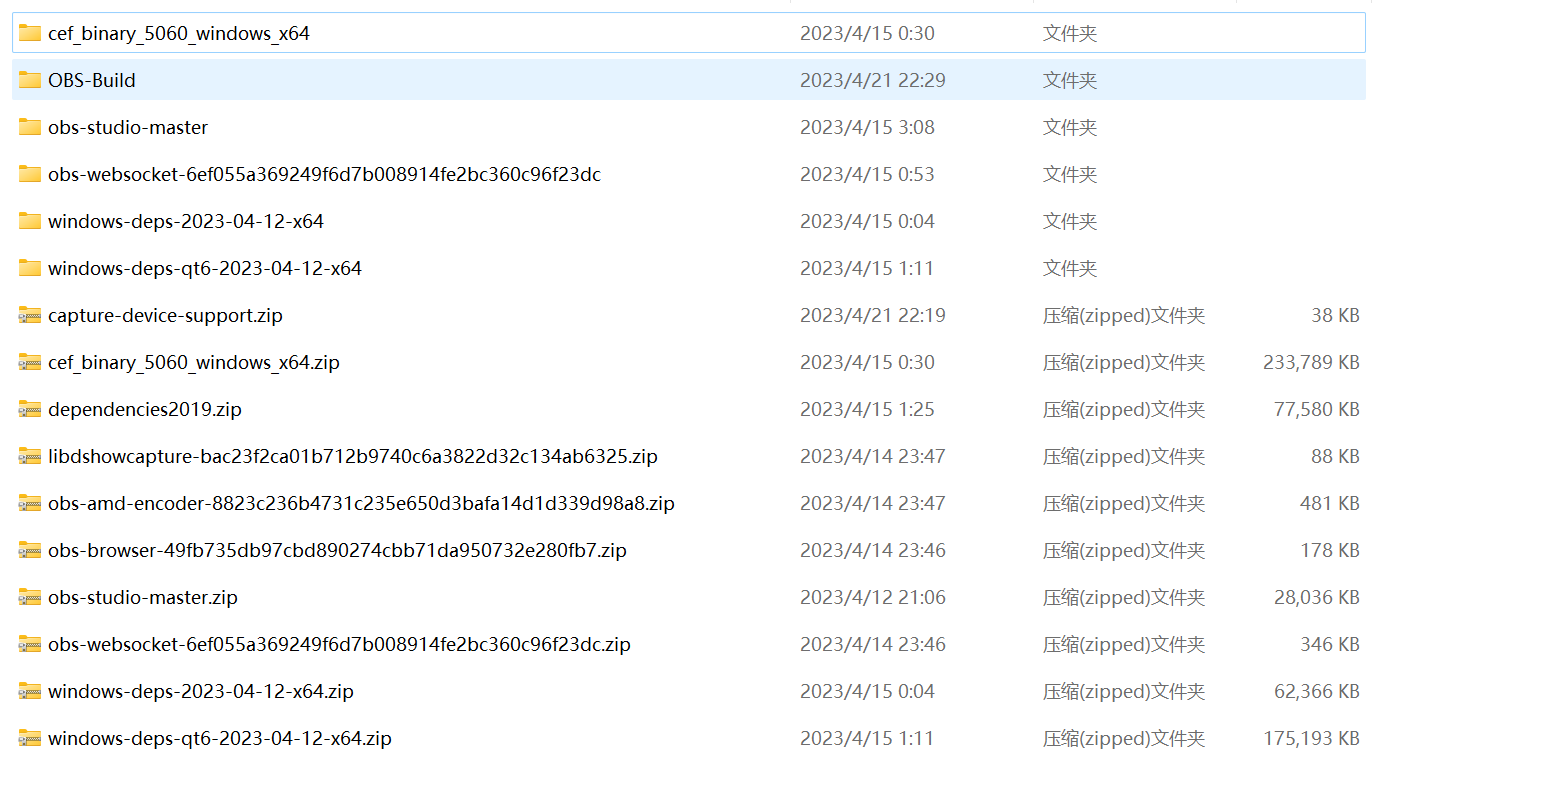 cef_binary_5060_windows_x64 2023/4/15 0:30 文件夹
OBS-Build 2023/4/21 22:29 文件夹
obs-studio-master 2023/4/15 3:08 文件夹
obs-websocket-6ef055a369249f6d7b008914fe2bc360c96f23dc 2023/4/15 0:53 文件夹
windows-deps-2023-04-12-x64 2023/4/15 0:04 文件夹
windows-deps-qt6-2023-04-12-x64 2023/4/15 1:11 文件夹
capture-device-support.zip 2023/4/21 22:19 压缩(zipped)文件夹 38 KB
cef_binary_5060_windows_x64.zip 2023/4/15 0:30 压缩(zipped)文件夹 233,789 KB
dependencies2019.zip 2023/4/15 1:25 压缩(zipped)文件夹 77,580 KB
libdshowcapture-bac23f2ca01b712b9740c6a3822d32c134ab6325.zip 2023/4/14 23:47 压缩(zipped)文件夹 88 KB
obs-amd-encoder-8823c236b4731c235e650d3bafa14d1d339d98a8.zip 2023/4/14 23:47 压缩(zipped)文件夹 481 KB
obs-browser-49fb735db97cbd890274cbb71da950732e280fb7.zip 2023/4/14 23:46 压缩(zipped)文件夹 178 KB
obs-studio-master.zip 2023/4/12 21:06 压缩(zipped)文件夹 28,036 KB
obs-websocket-6ef055a369249f6d7b008914fe2bc360c96f23dc.zip 2023/4/14 23:46 压缩(zipped)文件夹 346 KB
windows-deps-2023-04-12-x64.zip 2023/4/15 0:04 压缩(zipped)文件夹 62,366 KB
windows-deps-qt6-2023-04-12-x64.zip 2023/4/15 1:11 压缩(zipped)文件夹 175,193 KB